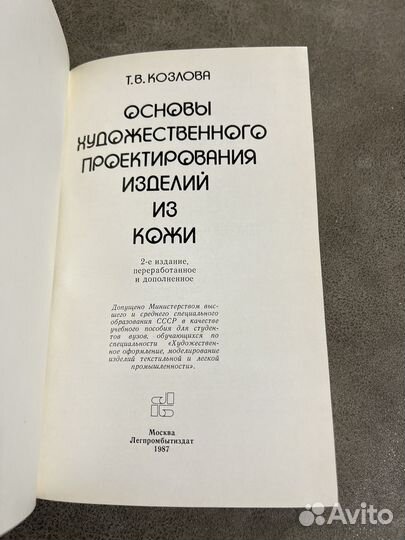 Т.В. КОЗЛОВА
ОСНОВЫ
ХУДОЖЕСТВЕННОГО
ПРОЕКТИРОВАНИЯ
ИЗДЕЛИЙ
ИЗ
КОЖИ
2-е издание,
переработанное
и дополненное
Допущено Министерством выс-
шего и среднего специального
образования СССР в качестве
учебного пособия для студен-
тов вузов, обучающихся по
специальности «Художествен-
ное оформление, моделирование
изделий текстильной и легкой
промышленности».
Москва
Легпромбытиздат
1987
Avito